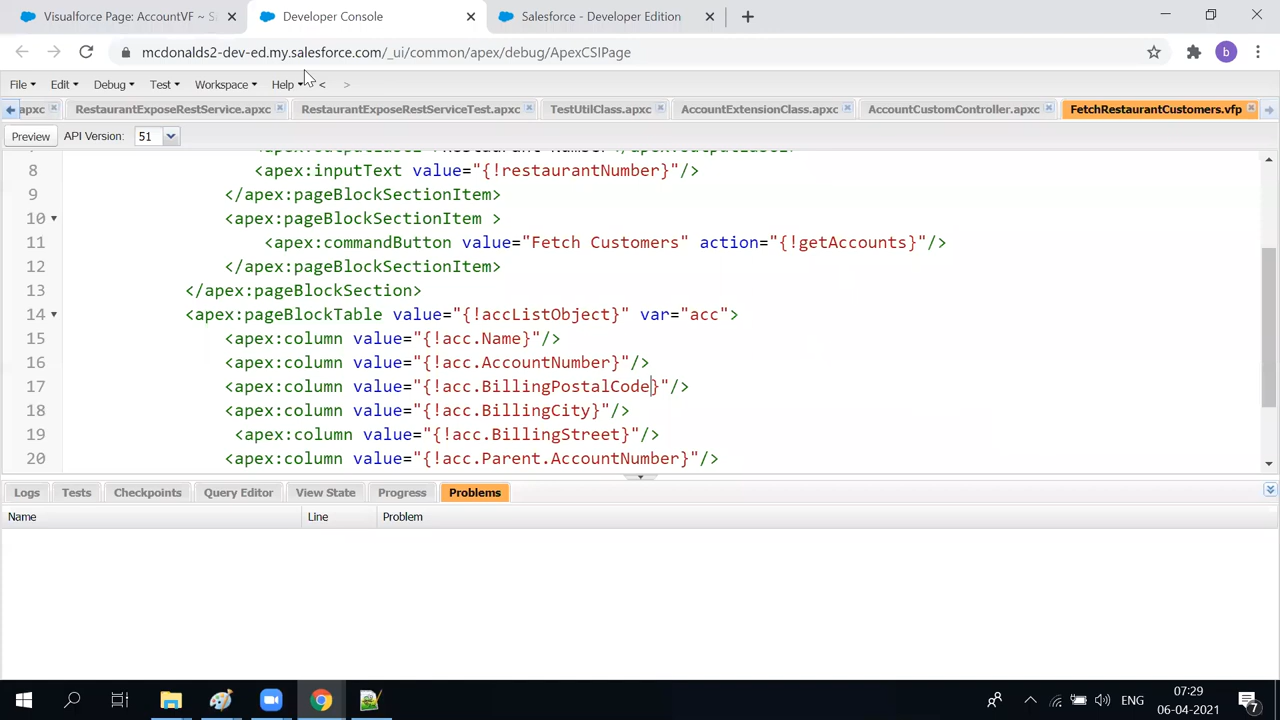 Visualforce Page: AccountVF ~ S
Developer Console
Salesforce - Developer Edition
mcdonalds2-dev-ed.my.salesforce.com/_ui/common/apex/debug/ApexCSIPage
b
File Edit Debug Test Workspace Help < >
apxc RestaurantExposeRestService.apxc RestaurantExposeRestServiceTest.apxc TestUtilClass.apxc AccountExtensionClass.apxc AccountCustomController.apxc FetchRestaurantCustomers.vfp
Preview API Version: 51
8 <apex:inputText value="{!restaurantNumber}"/>
9 </apex:pageBlockSectionItem>
10 <apex:pageBlockSectionItem >
11 <apex:commandButton value="Fetch Customers" action="{!getAccounts}"/>
12 </apex:pageBlockSectionItem>
13 </apex:pageBlockSection>
14 <apex:pageBlockTable value="{!accListObject}" var="acc">
15 <apex:column value="{!acc.Name}"/>
16 <apex:column value="{!acc.AccountNumber}"/>
17 <apex:column value="{!acc.BillingPostalCode}"/>
18 <apex:column value="{!acc.BillingCity}"/>
19 <apex:column value="{!acc.BillingStreet}"/>
20 <apex:column value="{!acc.Parent.AccountNumber}"/>
Logs Tests Checkpoints Query Editor View State Progress Problems
Name Line Problem
ENG
07:29
06-04-2021
7